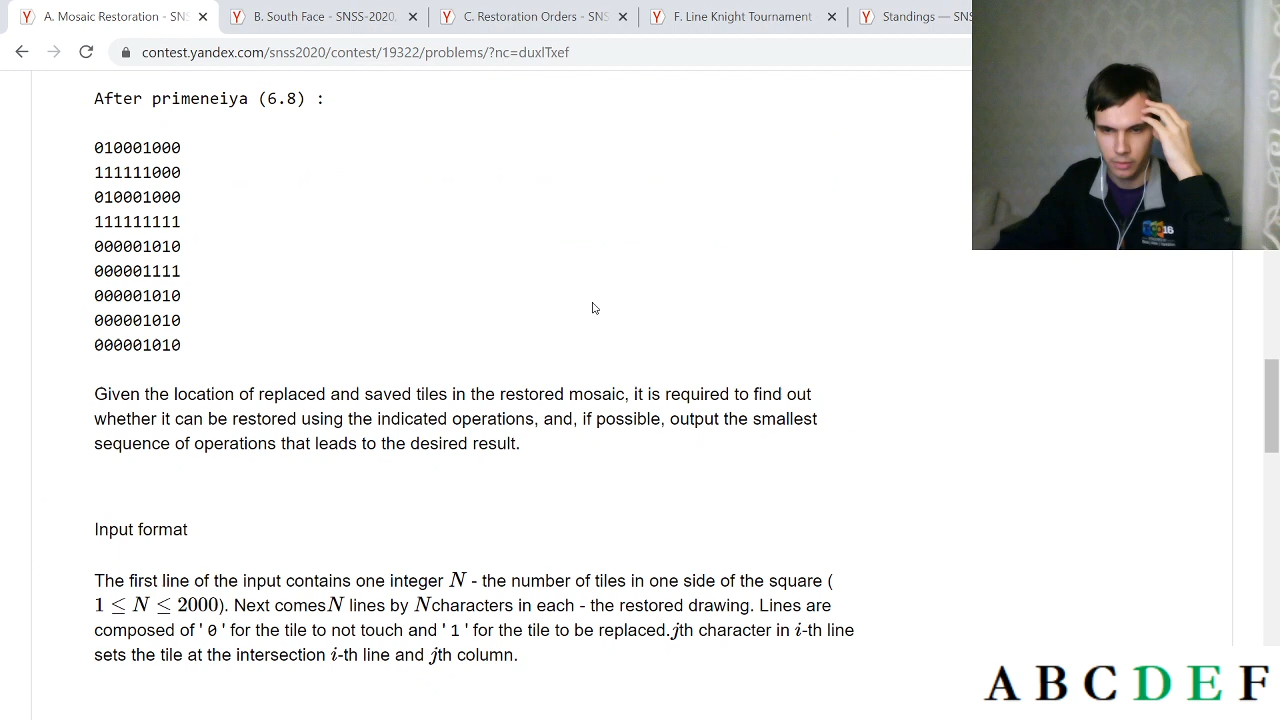 A. Mosaic Restoration - SNSS
B. South Face - SNSS-2020,
C. Restoration Orders - SNS
F. Line Knight Tournament
Standings — SNS
contest.yandex.com/snss2020/contest/19322/problems/?nc=duxlTxef
After primeneiya (6.8) :
010001000
111111000
010001000
111111111
000001010
000001111
000001010
000001010
000001010
Given the location of replaced and saved tiles in the restored mosaic, it is required to find out
whether it can be restored using the indicated operations, and, if possible, output the smallest
sequence of operations that leads to the desired result.
Input format
The first line of the input contains one integer N - the number of tiles in one side of the square (
1 ≤ N ≤ 2000). Next comesN lines by Ncharacters in each - the restored drawing. Lines are
composed of ' 0 ' for the tile to not touch and ' 1 ' for the tile to be replaced.jth character in i-th line
sets the tile at the intersection i-th line and jth column.
16
A B C D E F